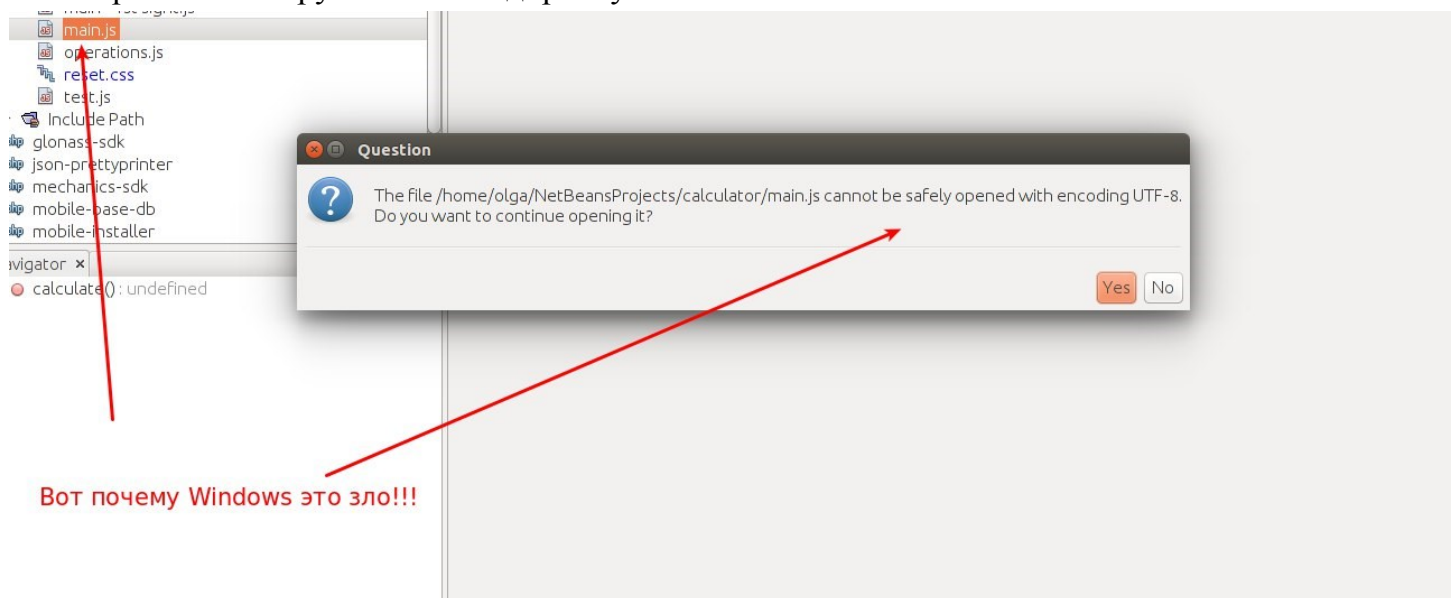 main.js
operations.js
reset.css
test.js
Include Path
glonass-sdk
json-prettyprinter
mechanics-sdk
mobile-base-db
mobile-installer
avigator ×
calculate() : undefined
Question
The file /home/olga/NetBeansProjects/calculator/main.js cannot be safely opened with encoding UTF-8.
Do you want to continue opening it?
Yes No
Вот почему Windows это зло!!!